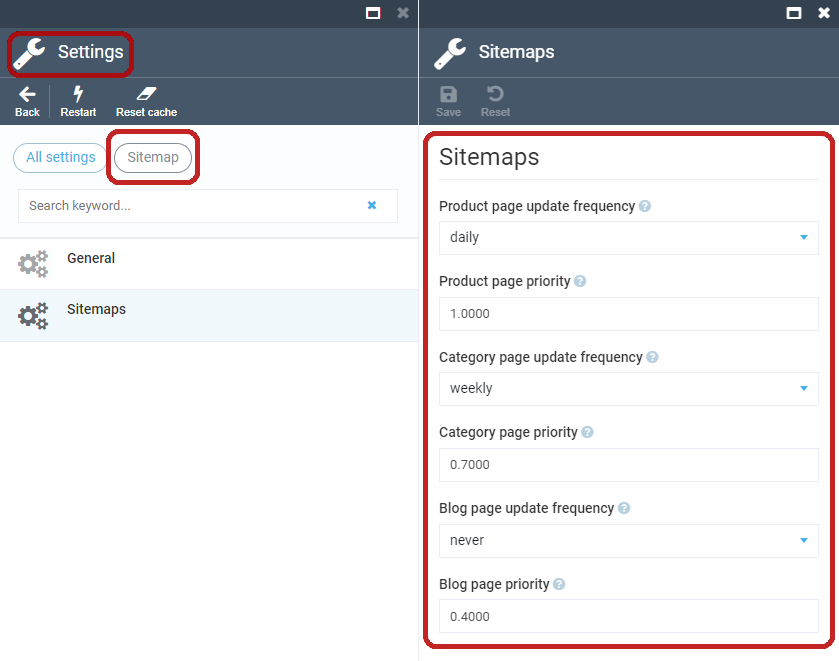 Settings
Back
Restart
Reset cache
All settings
Sitemap
Search keyword...
General
Sitemaps
Sitemaps
Save
Reset
Sitemaps
Product page update frequency ?
daily
Product page priority ?
1.0000
Category page update frequency ?
weekly
Category page priority ?
0.7000
Blog page update frequency ?
never
Blog page priority ?
0.4000